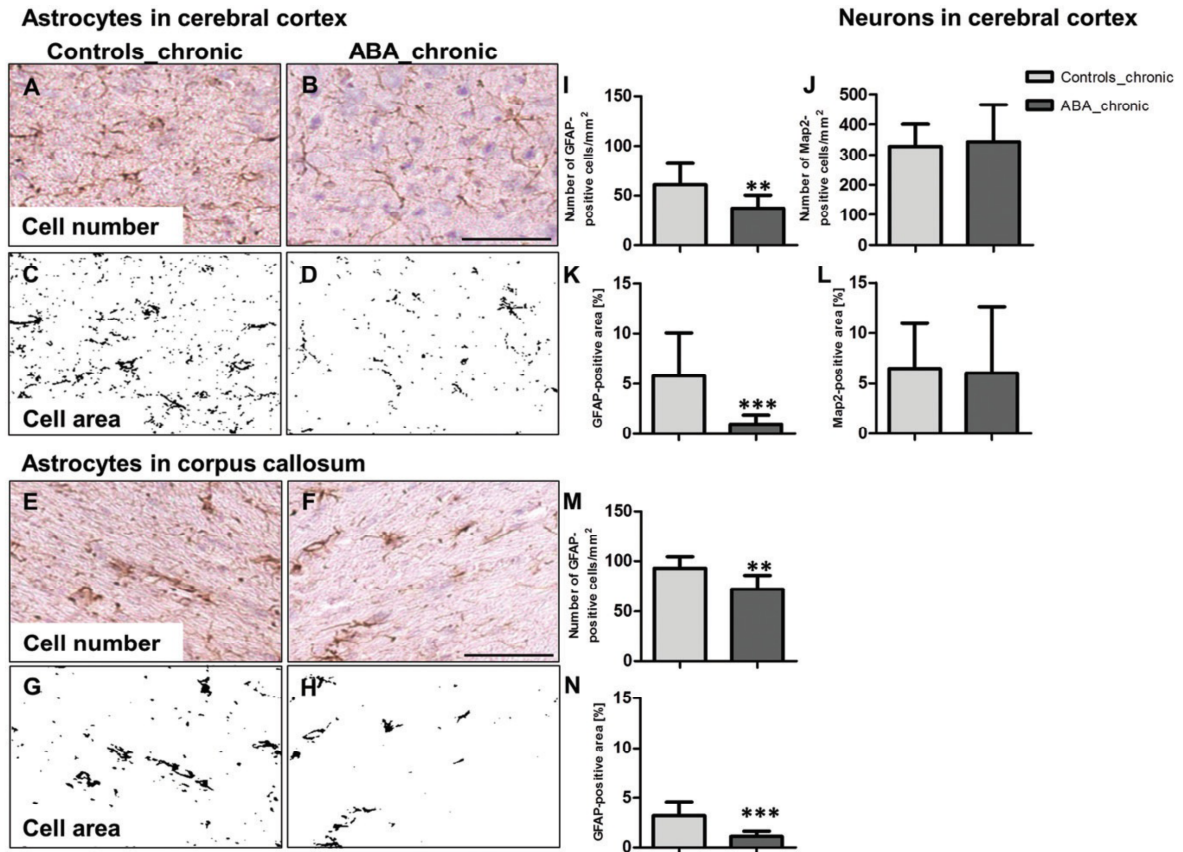 Astrocytes in cerebral cortex
Neurons in cerebral cortex
Controls_chronic
ABA_chronic
A
B
Cell number
C
D
Cell area
I
Number of GFAP-
positive cells/mm²
150
100
50
0
**
J
Number of Map2-
positive cells/mm²
500
400
300
200
100
0
Controls_chronic
ABA_chronic
K
GFAP-positive area [%]
15
10
5
0
***
L
Map2-positive area [%]
15
10
5
0
Astrocytes in corpus callosum
E
F
Cell number
G
H
Cell area
M
Number of GFAP-
positive cells/mm²
150
100
50
0
**
N
GFAP-positive area [%]
15
10
5
0
***